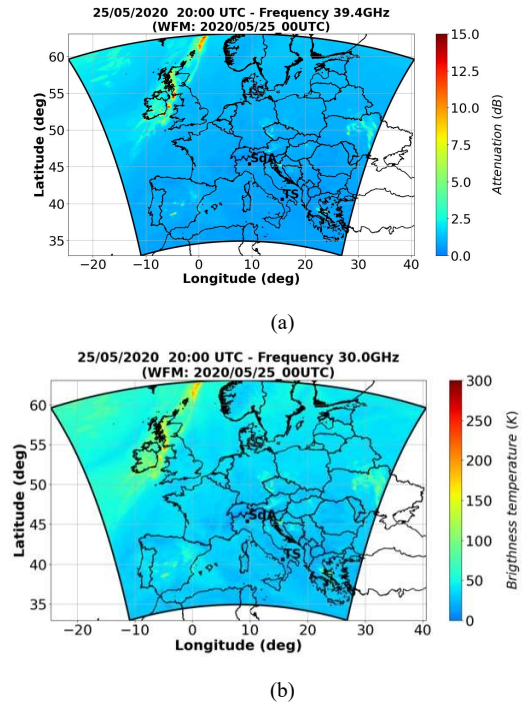 25/05/2020 20:00 UTC - Frequency 39.4GHz
(WFM: 2020/05/25_00UTC)
Latitude (deg)
60
55
50
45
40
35
SdA
TS
−20 −10 0 10 20 30 40
Longitude (deg)
15.0
12.5
10.0
7.5
5.0
2.5
0.0
Attenuation (dB)
(a)
25/05/2020 20:00 UTC - Frequency 30.0GHz
(WFM: 2020/05/25_00UTC)
Latitude (deg)
60
55
50
45
40
35
SdA
TS
−20 −10 0 10 20 30 40
Longitude (deg)
300
250
200
150
100
50
0
Brigthness temperature (K)
(b)